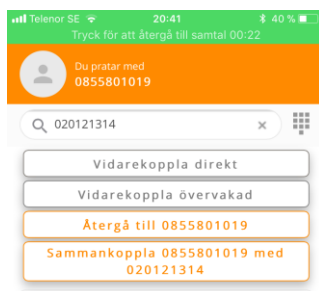 Telenor SE 20:41 40 %
Tryck för att återgå till samtal 00:22
Du pratar med
0855801019
020121314 ×
Vidarekoppla direkt
Vidarekoppla övervakad
Återgå till 0855801019
Sammankoppla 0855801019 med
020121314